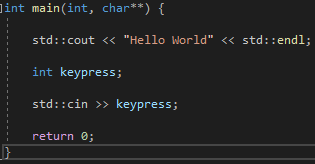 int main(int, char**) {
std::cout << "Hello World" << std::endl;
int keypress;
std::cin >> keypress;
return 0;
}